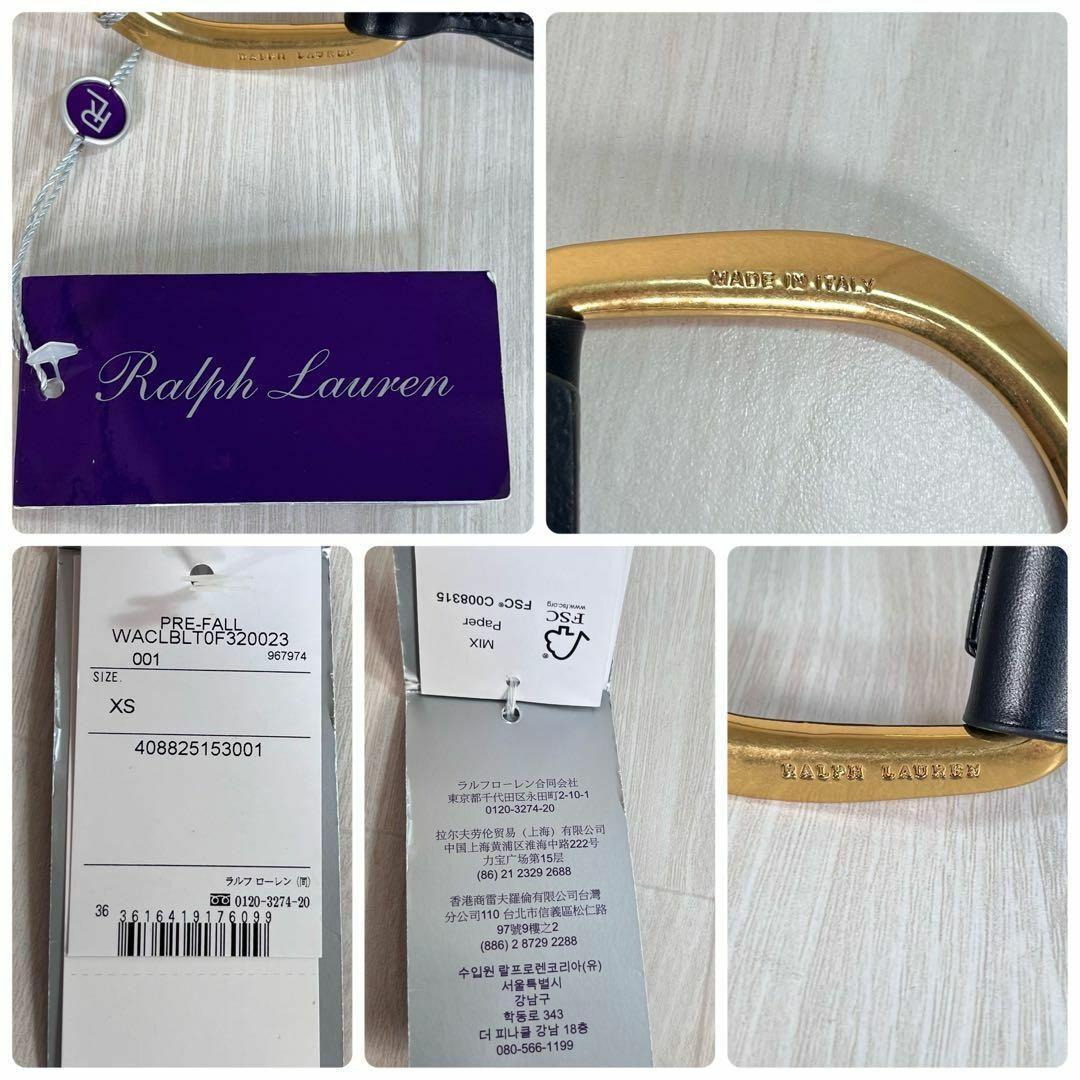 RALPH LAUREN
RL
Ralph Lauren
MADE IN ITALY
PRE-FALL
WACLBLT0F320023
001 967974
SIZE.
XS
408825153001
ラルフ ローレン (同)
0120-3274-20
36 3616419176099
FSC® C008315
Paper
MIX
FSC
www.fsc.org
®
ラルフローレン合同会社
東京都千代田区永田町2-10-1
0120-3274-20
拉尔夫劳伦贸易（上海）有限公司
中国上海黄浦区淮海中路222号
力宝广场第15层
(86) 21 2329 2688
香港商雷夫羅倫有限公司台灣
分公司110 台北市信義區松仁路
97號9樓之2
(886) 2 8729 2288
수입원 랄프로렌코리아(유)
서울특별시
강남구
학동로 343
더 피나클 강남 18층
080-566-1199
RALPH LAUREN